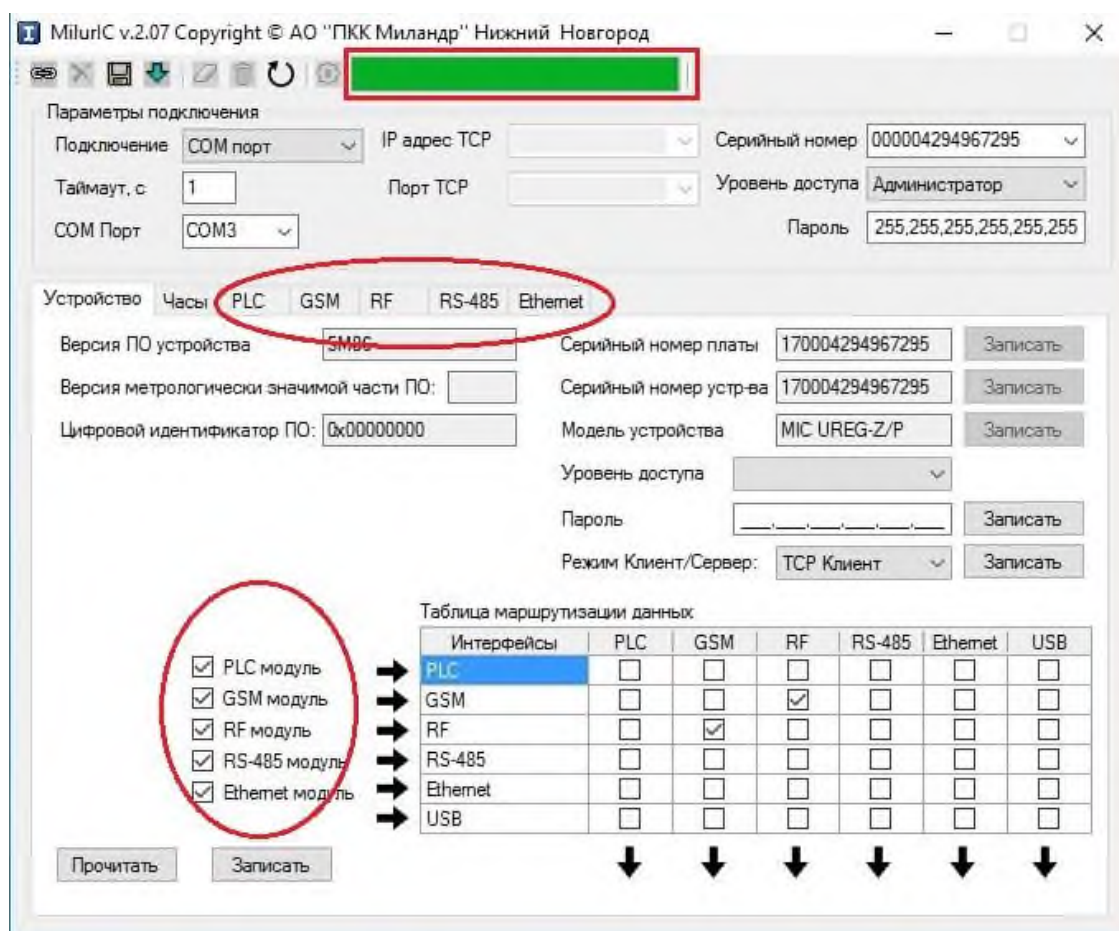 MilurIC v.2.07 Copyright © АО "ПКК Миландр" Нижний Новгород
Параметры подключения
Подключение COM порт IP адрес TCP Серийный номер 000004294967295
Таймаут, с 1 Порт TCP Уровень доступа Администратор
COM Порт COM3 Пароль 255,255,255,255,255,255
Устройство Часы PLC GSM RF RS-485 Ethernet
Версия ПО устройства Серийный номер платы 170004294967295 Записать
Версия метрологически значимой части ПО: Серийный номер устр-ва 170004294967295 Записать
Цифровой идентификатор ПО: 0x00000000 Модель устройства MIC UREG-Z/P Записать
Уровень доступа
Пароль ___,___,___,___,___,___ Записать
Режим Клиент/Сервер: TCP Клиент Записать
Таблица маршрутизации данных
Интерфейсы PLC GSM RF RS-485 Ethernet USB
PLC модуль PLC
GSM модуль GSM
RF модуль RF
RS-485 модуль RS-485
Ethernet модуль Ethernet
USB
Прочитать Записать